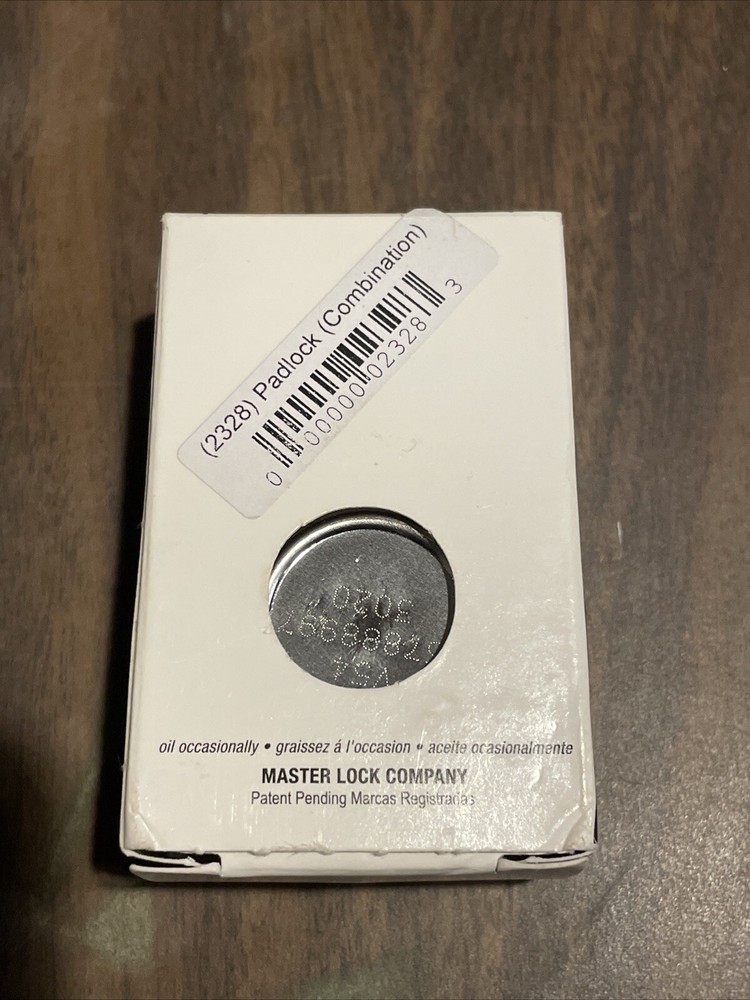 (2328) Padlock (Combination)
0 00000 02328 3
3020
oil occasionally • graissez á l'occasion • aceite ocasionalmente
MASTER LOCK COMPANY
Patent Pending Marcas Registradas